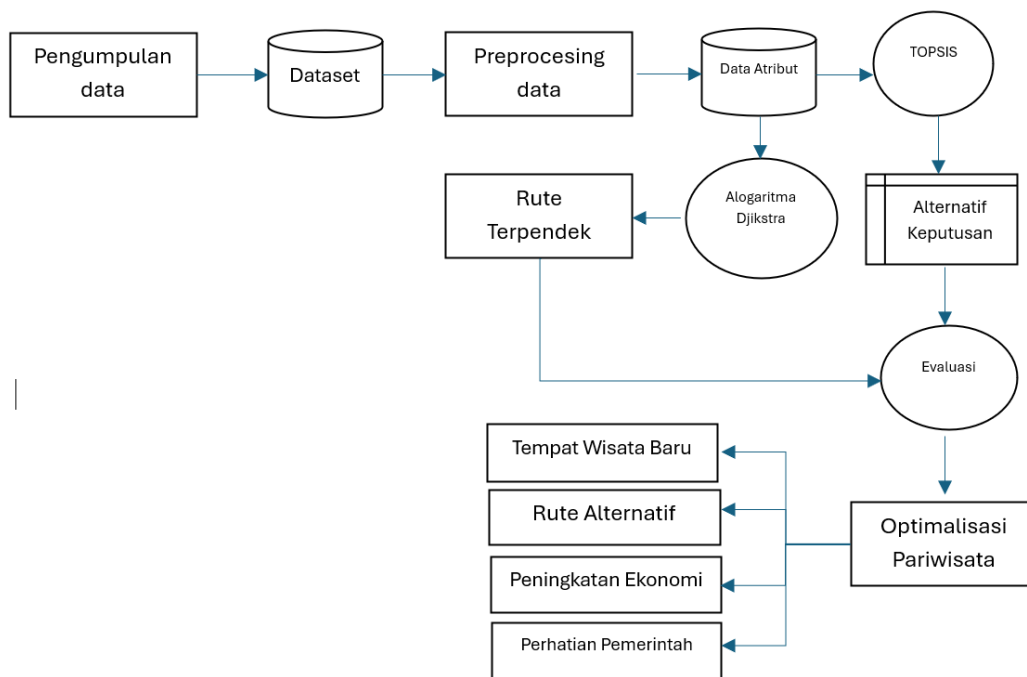 Pengumpulan
data
Dataset
Preprocesing
data
Data Atribut
TOPSIS
Rute
Terpendek
Alogaritma
Djikstra
Alternatif
Keputusan
Evaluasi
Tempat Wisata Baru
Rute Alternatif
Peningkatan Ekonomi
Perhatian Pemerintah
Optimalisasi
Pariwisata